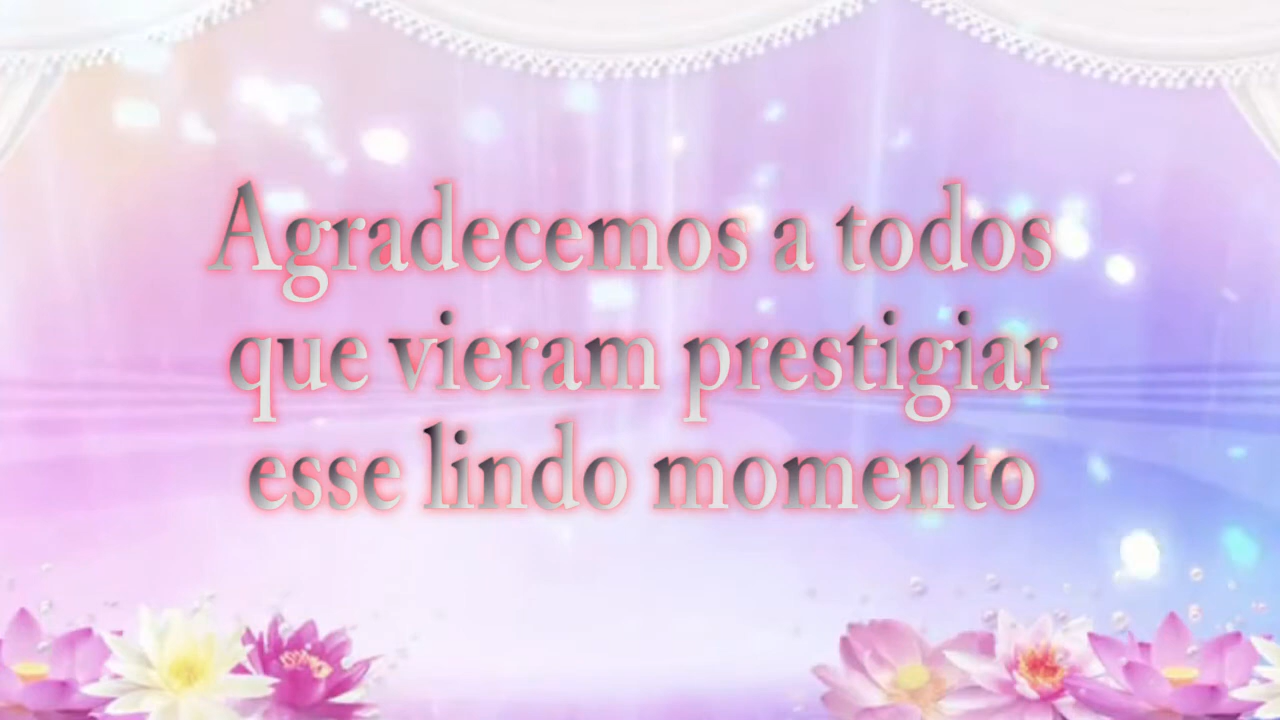 Agradecemos a todos
que vieram prestigiar
esse lindo momento